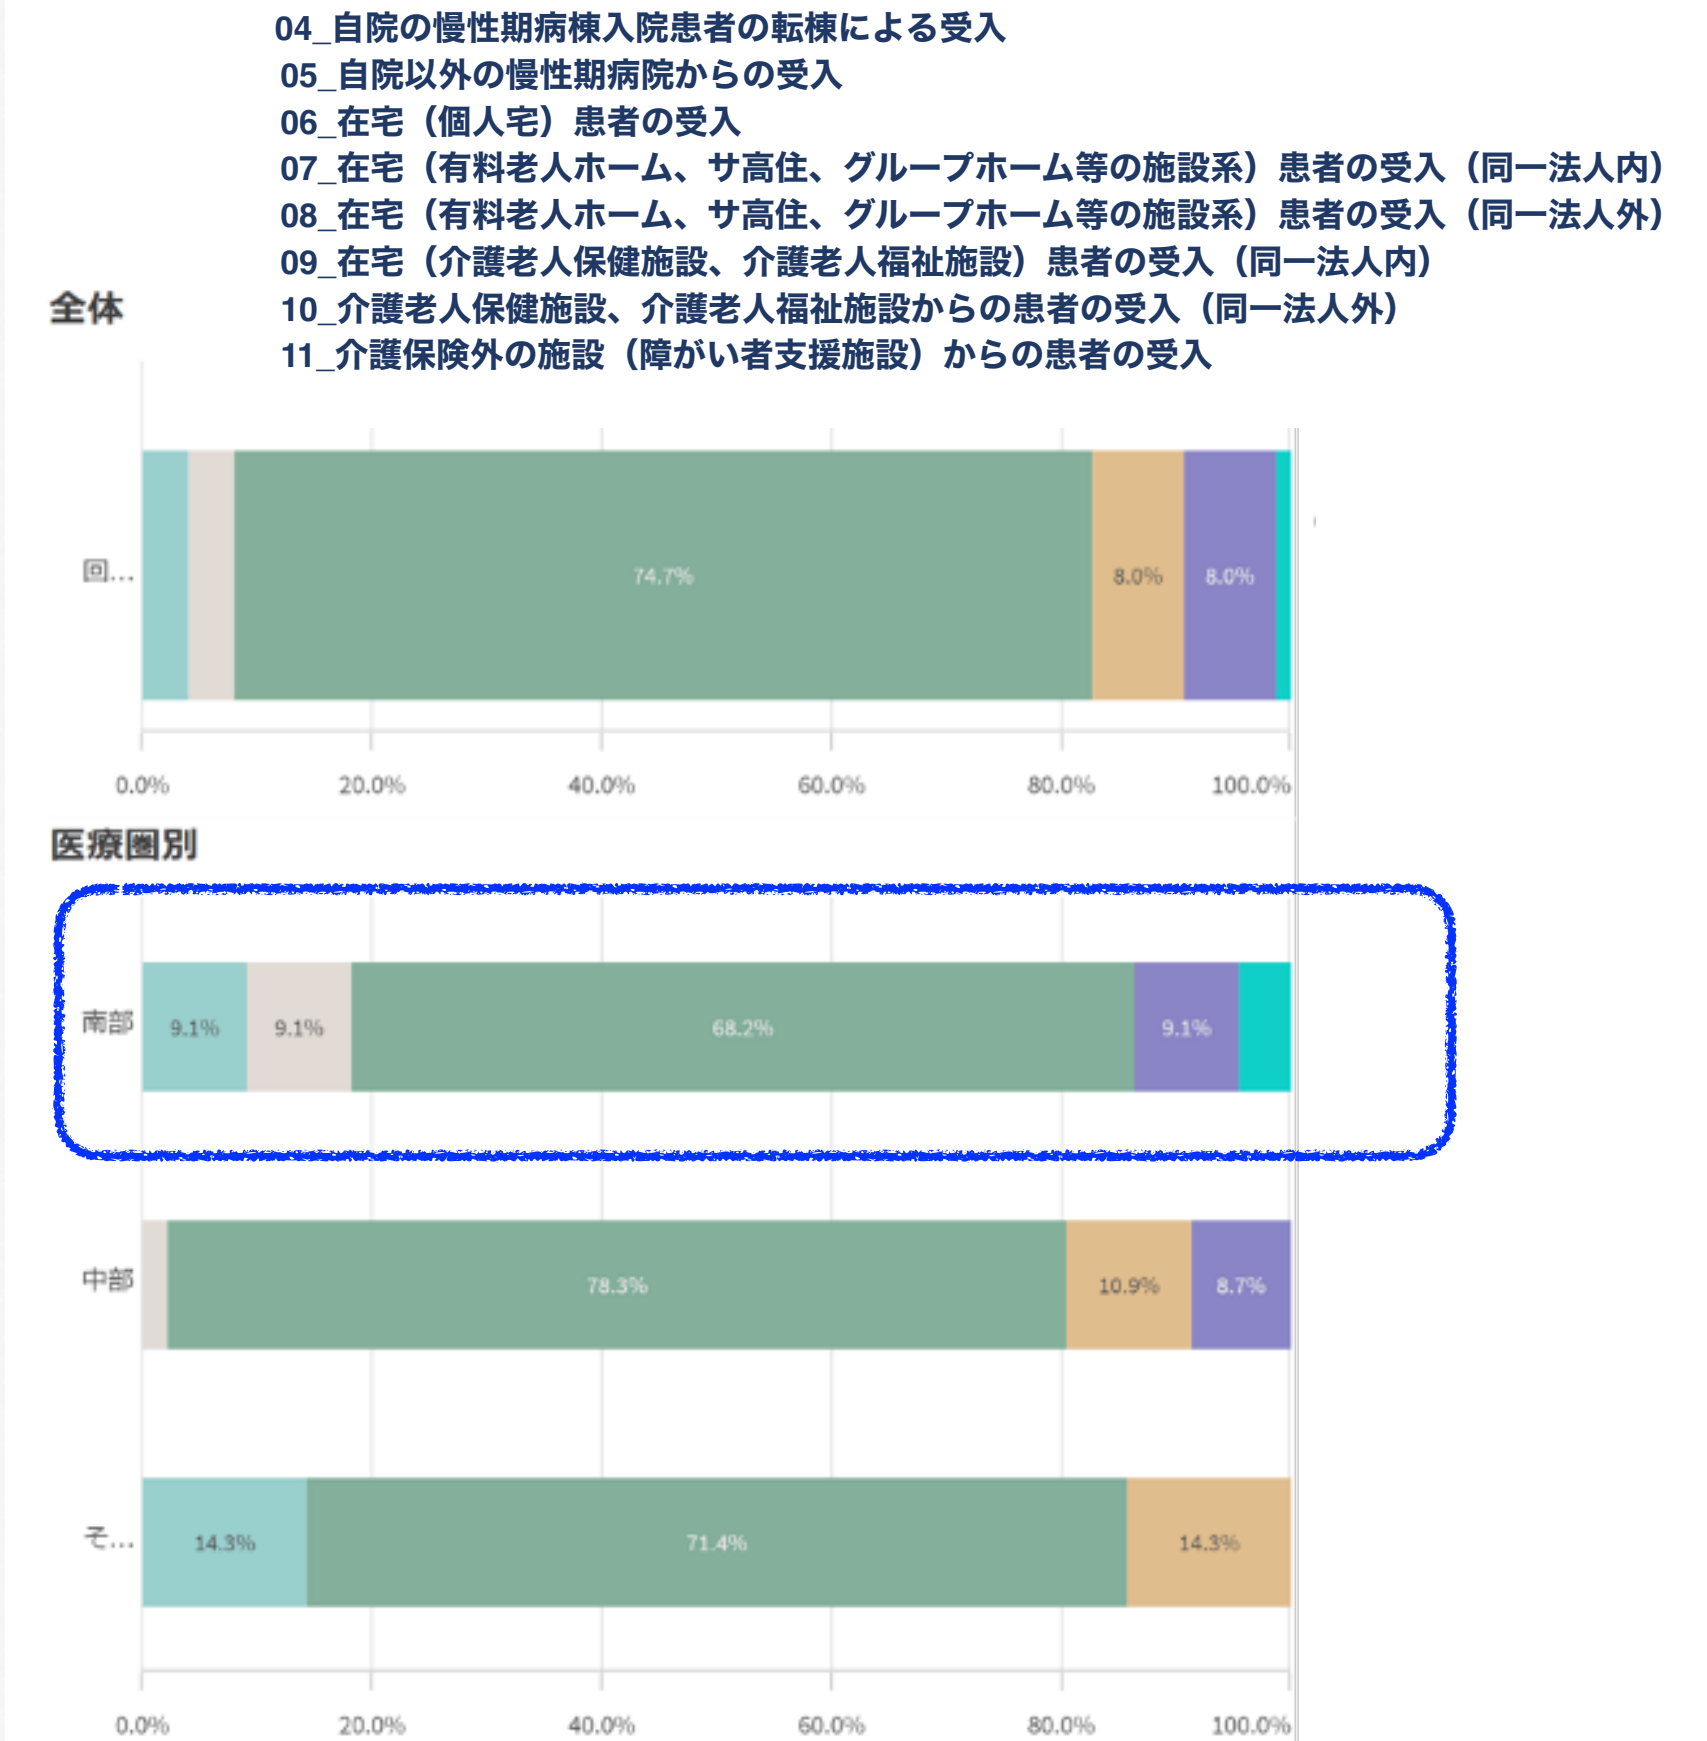 04_自院の慢性期病棟入院患者の転棟による受入
05_自院以外の慢性期病院からの受入
06_在宅（個人宅）患者の受入
07_在宅（有料老人ホーム、サ高住、グループホーム等の施設系）患者の受入（同一法人内）
08_在宅（有料老人ホーム、サ高住、グループホーム等の施設系）患者の受入（同一法人外）
09_在宅（介護老人保健施設、介護老人福祉施設）患者の受入（同一法人内）
10_介護老人保健施設、介護老人福祉施設からの患者の受入（同一法人外）
11_介護保険外の施設（障がい者支援施設）からの患者の受入
全体
回... 74.7% 8.0% 8.0%
0.0% 20.0% 40.0% 60.0% 80.0% 100.0%
医療圏別
南部 9.1% 9.1% 68.2% 9.1%
中部 78.3% 10.9% 8.7%
そ... 14.3% 71.4% 14.3%
0.0% 20.0% 40.0% 60.0% 80.0% 100.0%